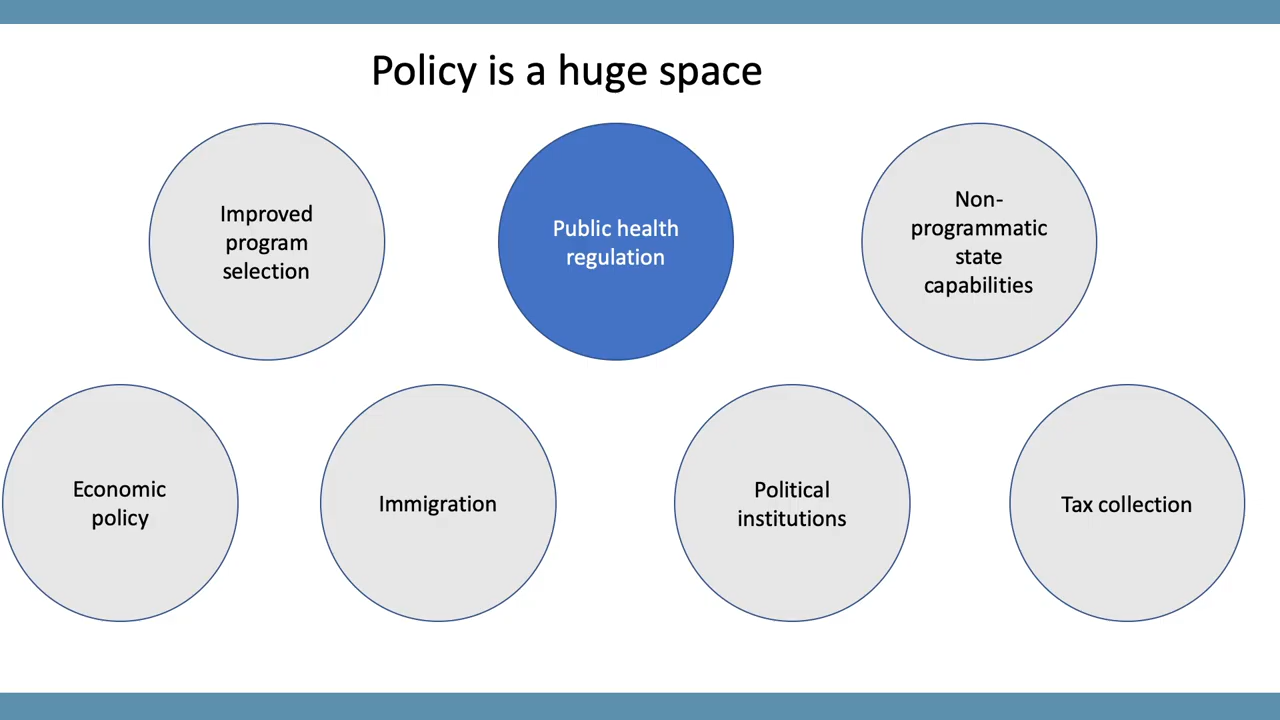 Policy is a huge space
Improved
program
selection
Public health
regulation
Non-
programmatic
state
capabilities
Economic
policy
Immigration
Political
institutions
Tax collection